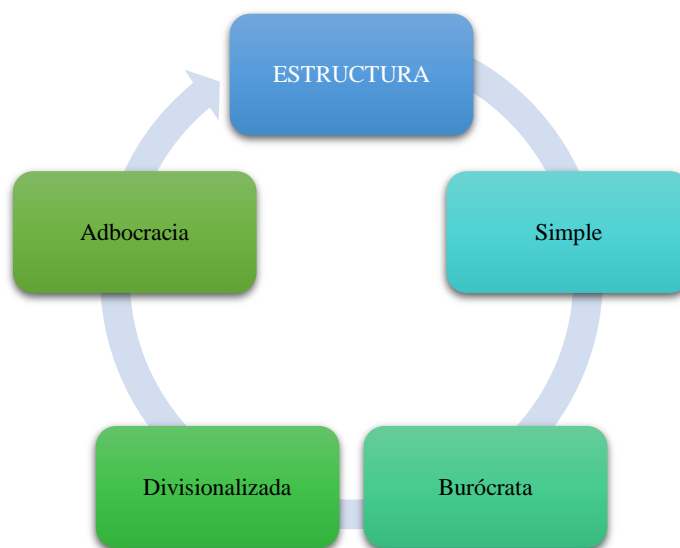 ESTRUCTURA
Simple
Burócrata
Divisionalizada
Adbocracia